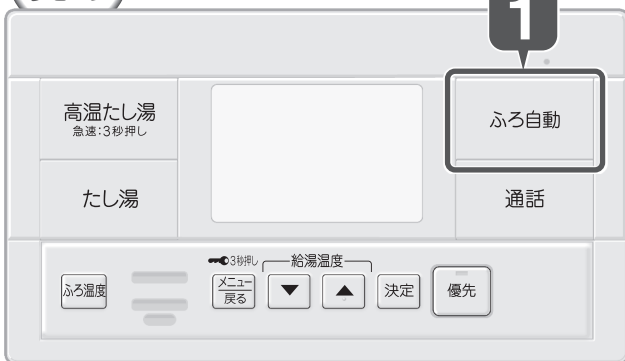 1
高温たし湯
急速:3秒押し
ふろ自動
たし湯
通話
3秒押し
給湯温度
ふろ温度
メニュー
戻る
▼
▲
決定
優先